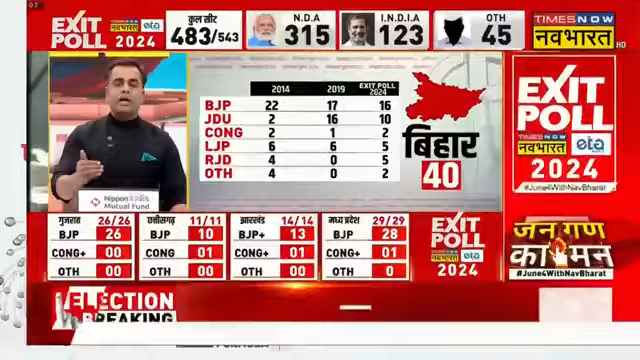 EXIT POLL 2024
TIMES NOW नवभारत eta
कुल सीट 483/543
N.D.A 315
I.N.D.I.A 123
OTH 45
TIMES NOW
नवभारत HD
2014 2019 EXIT POLL 2024
BJP 22 17 16
JDU 2 16 10
CONG 2 1 2
LJP 6 6 5
RJD 4 0 5
OTH 4 0 2
बिहार
40
Mutual Fund
EXIT
POLL
TIMES NOW नवभारत eta
2024
#June4WithNavBharat
गुजरात 26/26
BJP 26
CONG+ 00
OTH 00
छत्तीसगढ़ 11/11
BJP 10
CONG 01
OTH 00
झारखंड 14/14
BJP+ 13
CONG+ 01
OTH 00
मध्य प्रदेश 29/29
BJP 28
CONG+ 01
OTH 0
EXIT
POLL
नवभारत eta
2024
जन गण
का मन
#June4WithNavBharat
ELECTION
BREAKING